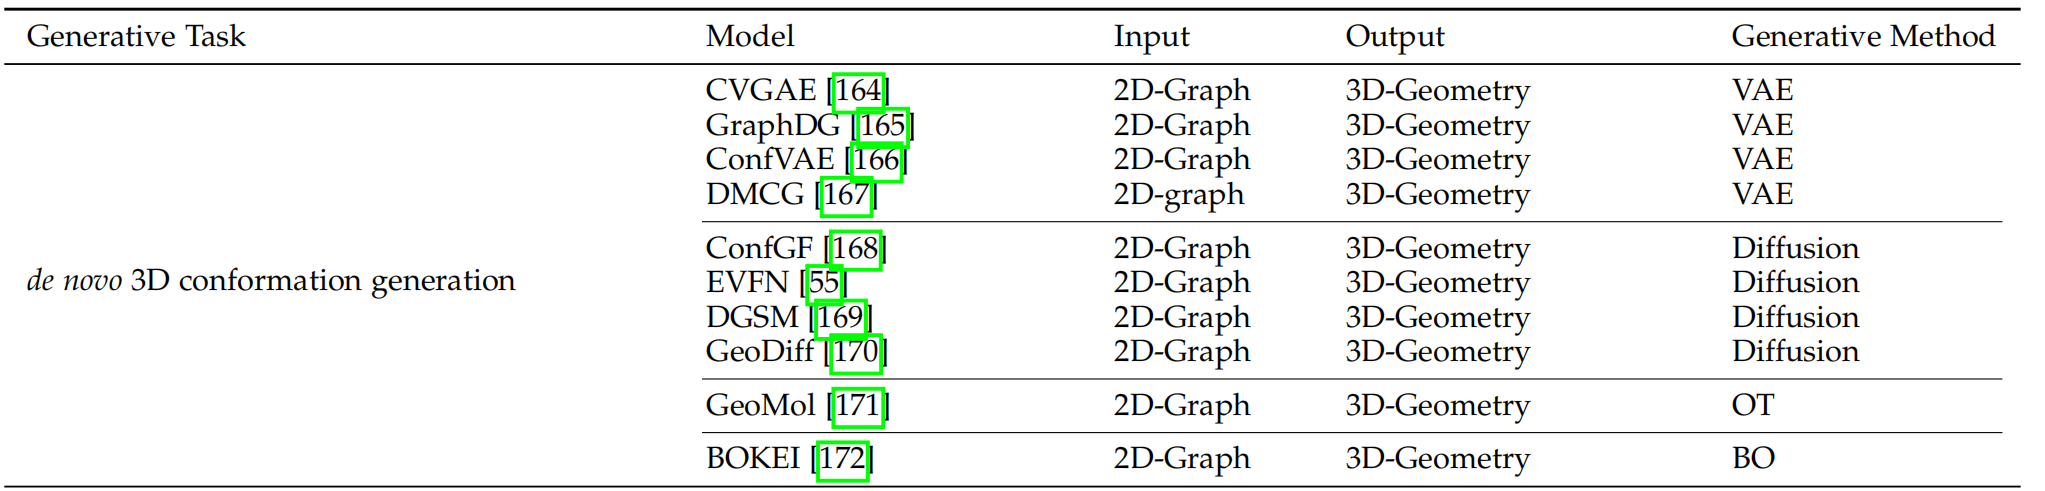 Generative Task Model Input Output Generative Method
CVGAE [164] 2D-Graph 3D-Geometry VAE
GraphDG [165] 2D-Graph 3D-Geometry VAE
ConfVAE [166] 2D-Graph 3D-Geometry VAE
DMCG [167] 2D-graph 3D-Geometry VAE
ConfGF [168] 2D-Graph 3D-Geometry Diffusion
de novo 3D conformation generation EVFN [55] 2D-Graph 3D-Geometry Diffusion
DGSM [169] 2D-Graph 3D-Geometry Diffusion
GeoDiff [170] 2D-Graph 3D-Geometry Diffusion
GeoMol [171] 2D-Graph 3D-Geometry OT
BOKEI [172] 2D-Graph 3D-Geometry BO